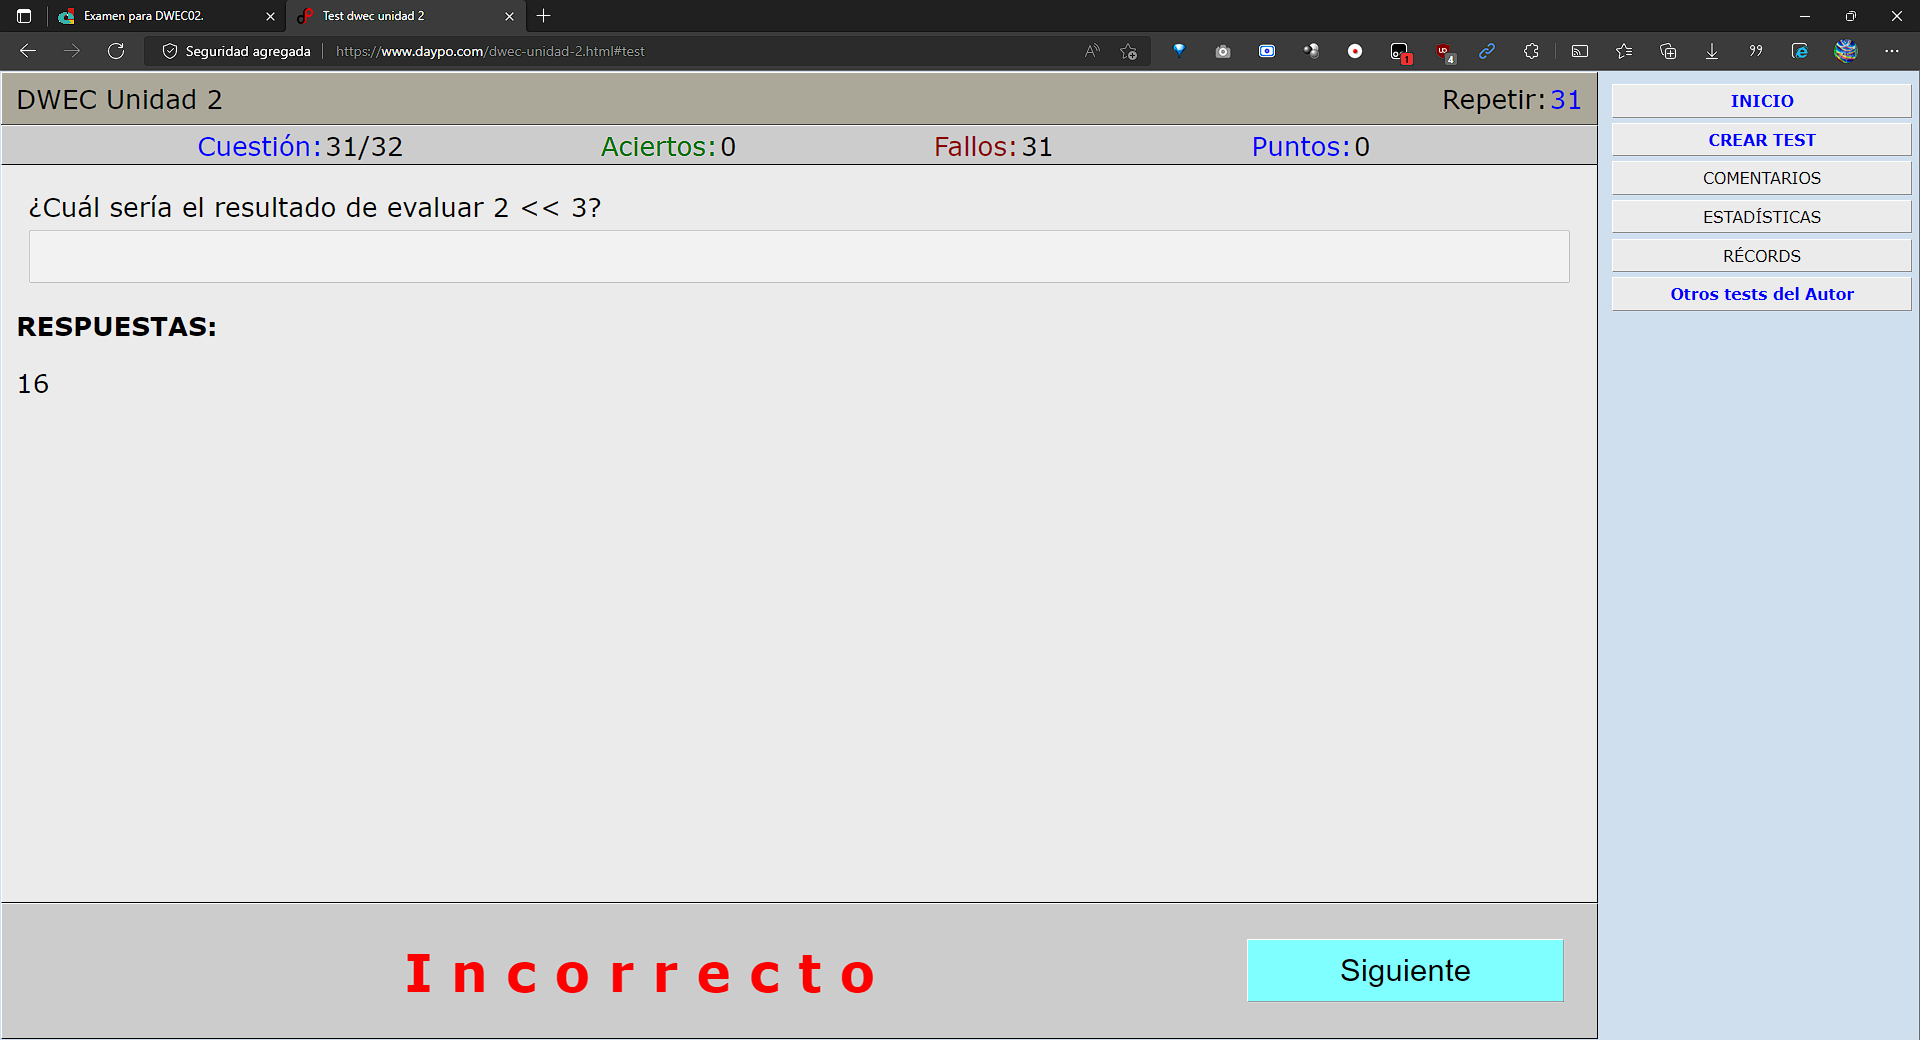 Examen para DWEC02.
Test dwec unidad 2
Seguridad agregada
https://www.daypo.com/dwec-unidad-2.html#test
1
4
DWEC Unidad 2
Repetir: 31
Cuestión: 31/32
Aciertos: 0
Fallos: 31
Puntos: 0
¿Cuál sería el resultado de evaluar 2 << 3?
RESPUESTAS:
16
Incorrecto
Siguiente
INICIO
CREAR TEST
COMENTARIOS
ESTADÍSTICAS
RÉCORDS
Otros tests del Autor